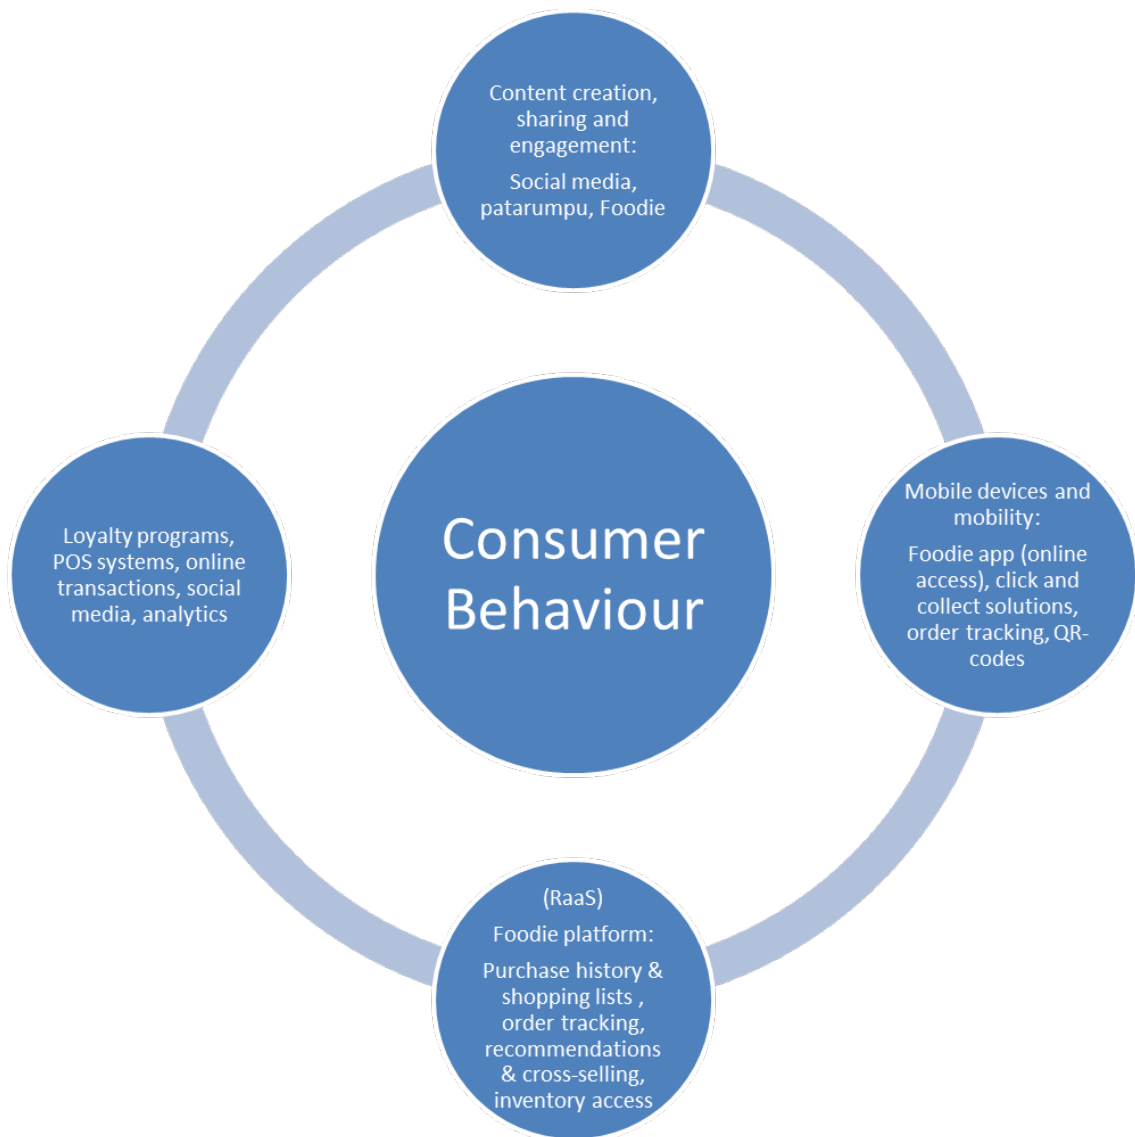 Content creation,
sharing and
engagement:
Social media,
patarumpu, Foodie
Loyalty programs,
POS systems, online
transactions, social
media, analytics
Consumer
Behaviour
Mobile devices and
mobility:
Foodie app (online
access), click and
collect solutions,
order tracking, QR-
codes
(RaaS)
Foodie platform:
Purchase history &
shopping lists ,
order tracking,
recommendations
& cross-selling,
inventory access